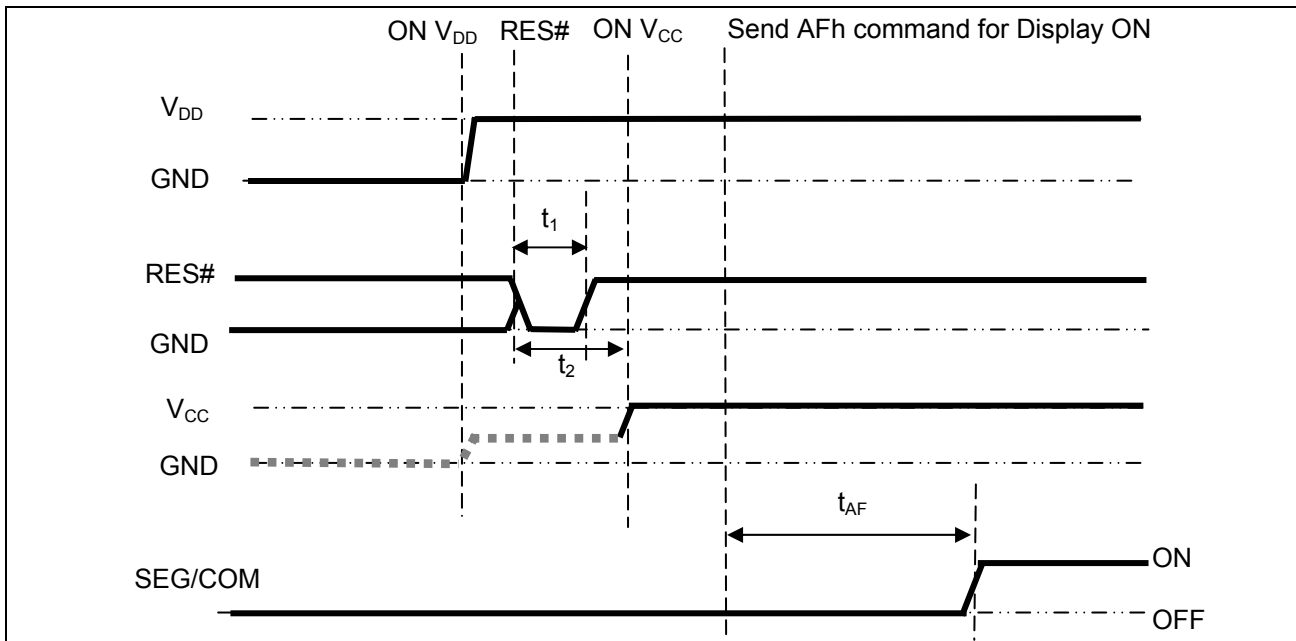 ON VDD RES# ON VCC Send AFh command for Display ON
VDD
GND
t1
RES#
GND
t2
VCC
GND
tAF
SEG/COM
ON
OFF